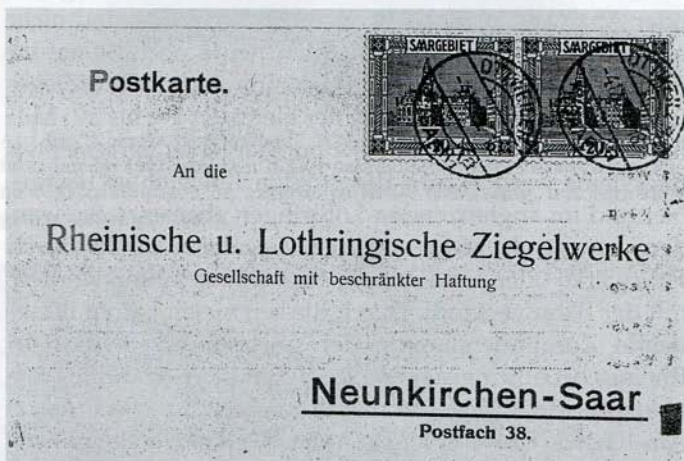 SAARGEBIET SAARGEBIET
Postkarte.
An die
Rheinische u. Lothringische Ziegelwerke
Gesellschaft mit beschränkter Haftung
Neunkirchen-Saar
Postfach 38.